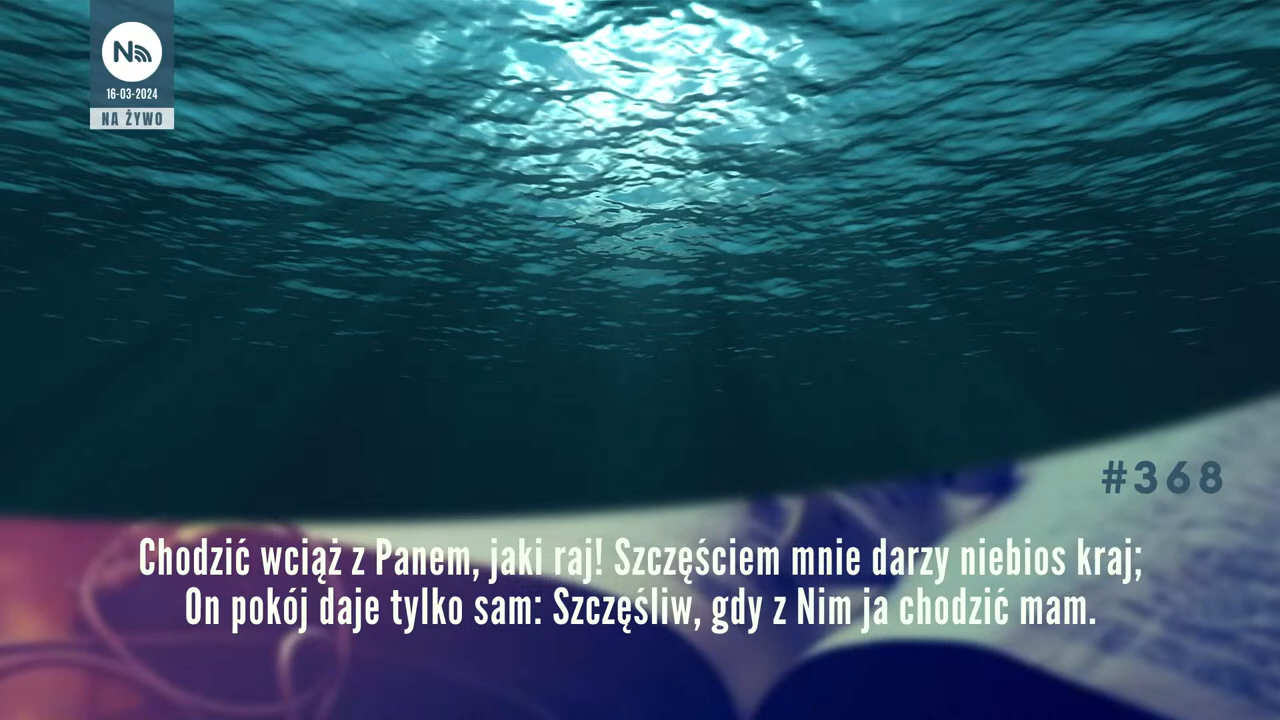 N
16-03-2024
NA ŻYWO
#368
Chodzić wciąż z Panem, jaki raj! Szczęściem mnie darzy niebios kraj;
On pokój daje tylko sam: Szczęśliw, gdy z Nim ja chodzić mam.